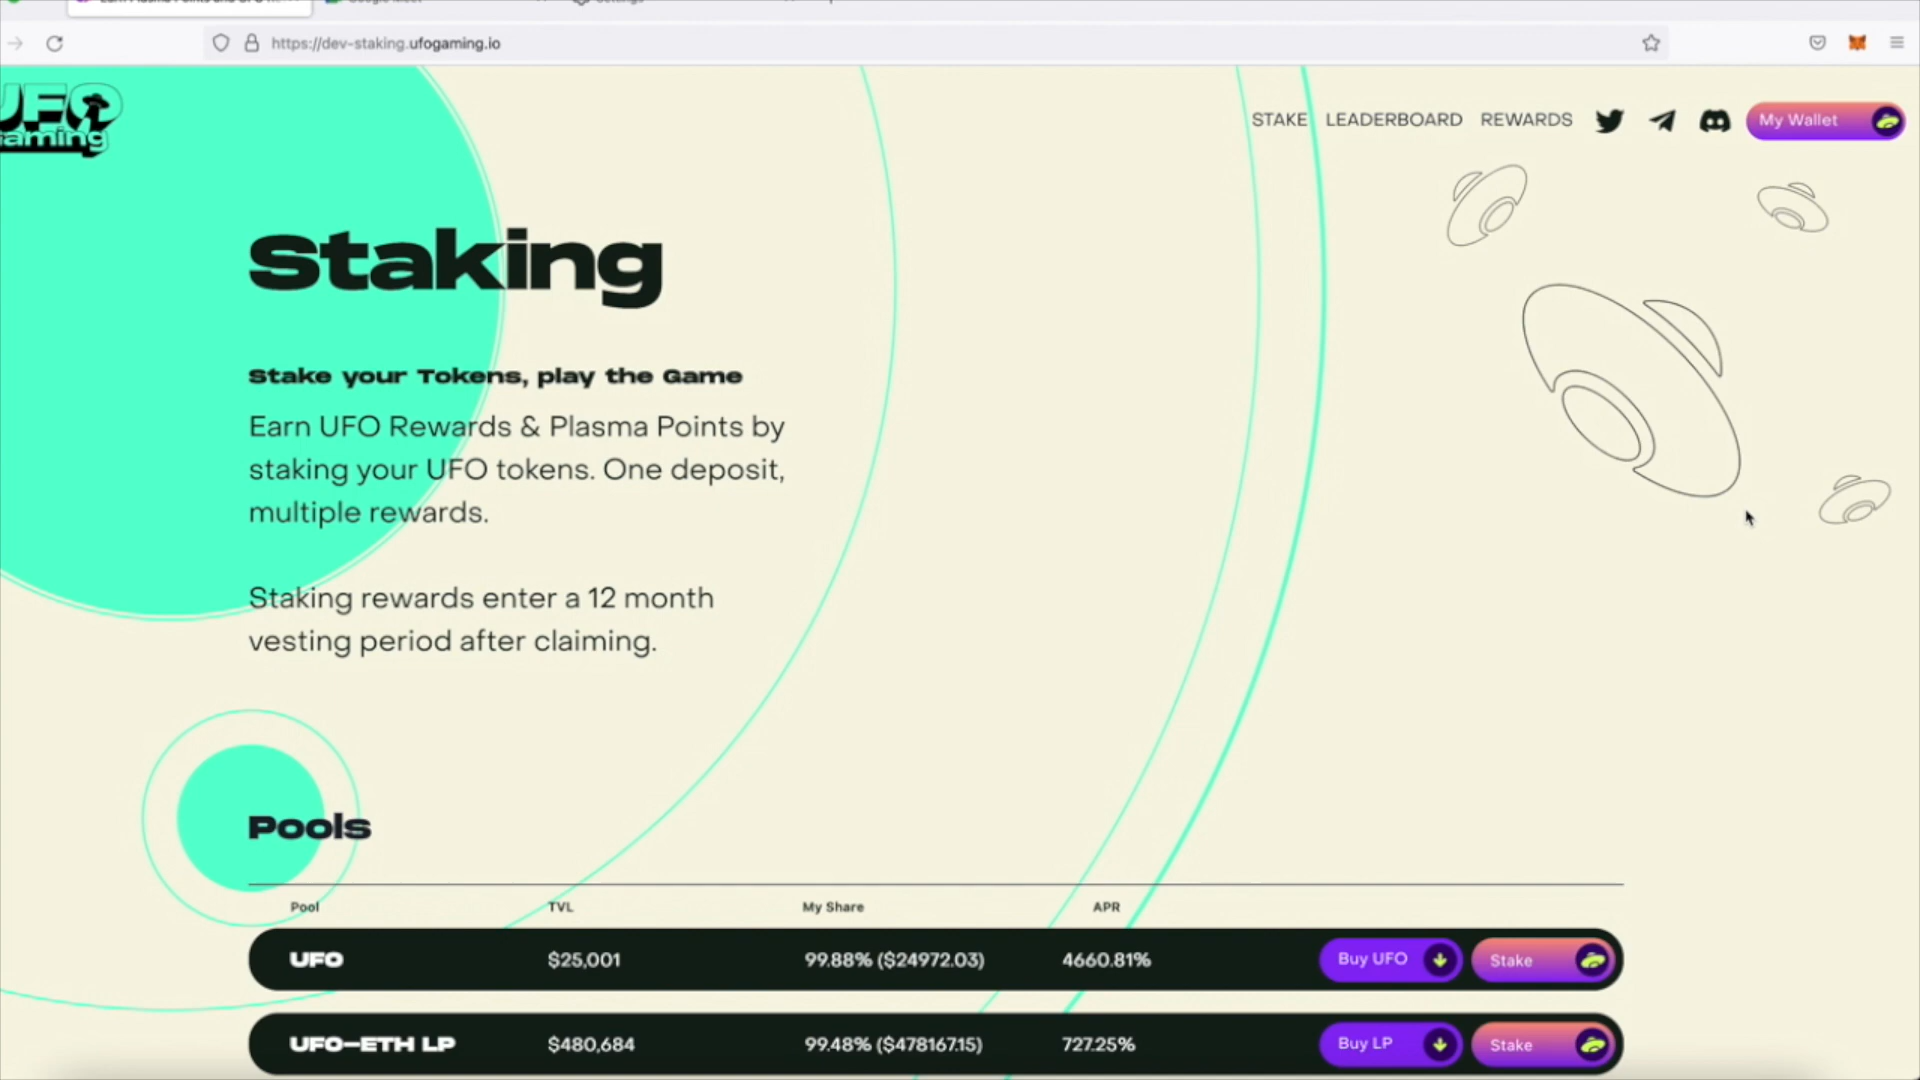 https://dev-staking.ufogaming.io
UFO
aming
STAKE LEADERBOARD REWARDS My Wallet
Staking
Stake your Tokens, play the Game
Earn UFO Rewards & Plasma Points by
staking your UFO tokens. One deposit,
multiple rewards.
Staking rewards enter a 12 month
vesting period after claiming.
Pools
Pool TVL My Share APR
UFO $25,001 99.88% ($24972.03) 4660.81% Buy UFO Stake
UFO-ETH LP $480,684 99.48% ($478167.15) 727.25% Buy LP Stake